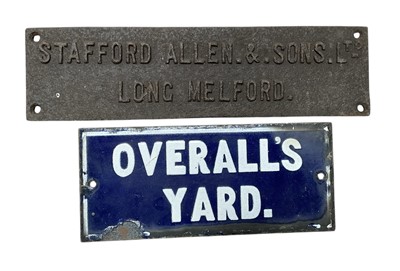 STAFFORD ALLEN.&.SONS.LTD
LONG MELFORD.
OVERALL'S
YARD.